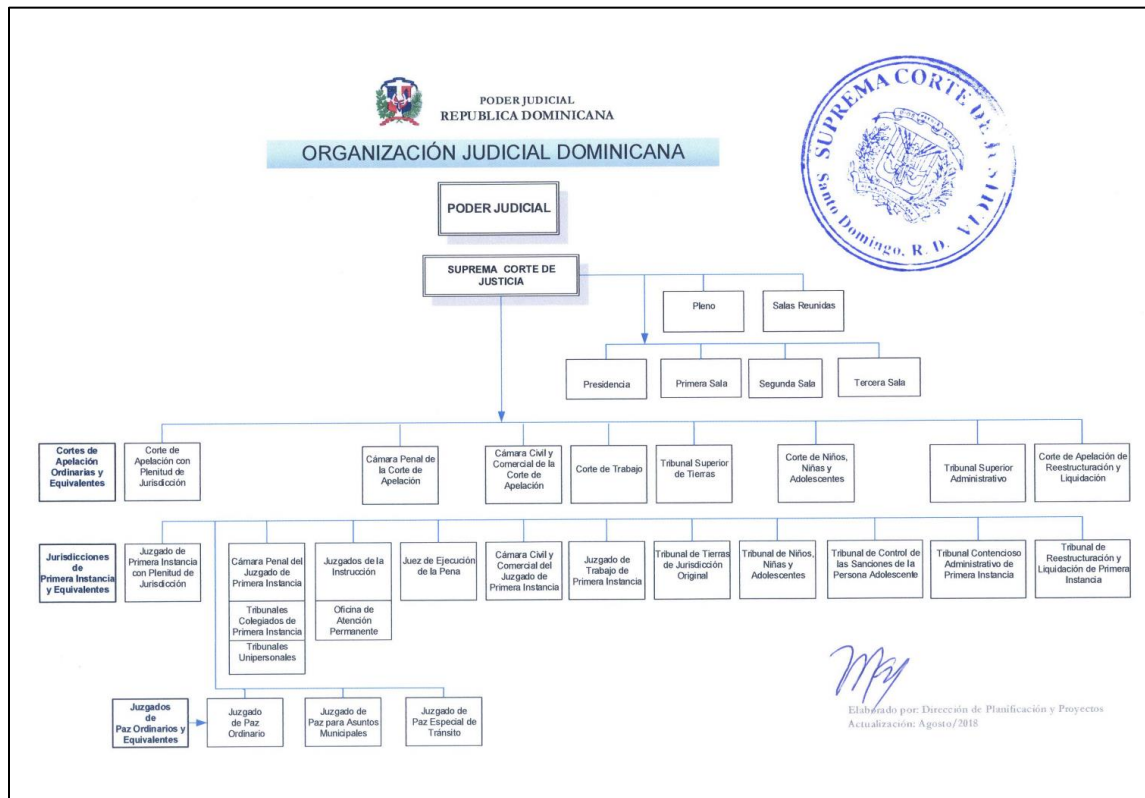 PODER JUDICIAL
REPUBLICA DOMINICANA
ORGANIZACIÓN JUDICIAL DOMINICANA
SUPREMA CORTE DE JUSTICIA
Santo Domingo, R. D.
PODER JUDICIAL
SUPREMA CORTE DE
JUSTICIA
Pleno
Salas Reunidas
Presidencia
Primera Sala
Segunda Sala
Tercera Sala
Cortes de
Apelación
Ordinarias y
Equivalentes
Corte de
Apelación con
Plenitud de
Jurisdicción
Cámara Penal de
la Corte de
Apelación
Cámara Civil y
Comercial de la
Corte de
Apelación
Corte de Trabajo
Tribunal Superior
de Tierras
Corte de Niños,
Niñas y
Adolescentes
Tribunal Superior
Administrativo
Corte de Apelación de
Reestructuración y
Liquidación
Jurisdicciones
de
Primera Instancia
y Equivalentes
Juzgado de
Primera Instancia
con Plenitud de
Jurisdicción
Cámara Penal del
Juzgado de
Primera Instancia
Tribunales
Colegiados de
Primera Instancia
Tribunales
Unipersonales
Juzgados de la
Instrucción
Oficina de
Atención
Permanente
Juez de Ejecución
de la Pena
Cámara Civil y
Comercial del
Juzgado de
Primera Instancia
Juzgado de
Trabajo de
Primera Instancia
Tribunal de Tierras
de Jurisdicción
Original
Tribunal de Niños,
Niñas y
Adolescentes
Tribunal de Control de
las Sanciones de la
Persona Adolescente
Tribunal Contencioso
Administrativo de
Primera Instancia
Tribunal de
Reestructuración y
Liquidación de Primera
Instancia
Juzgados
de
Paz Ordinarios y
Equivalentes
Juzgado
de Paz
Ordinario
Juzgado de
Paz para Asuntos
Municipales
Juzgado de
Paz Especial de
Tránsito
Elaborado por: Dirección de Planificación y Proyectos
Actualización: Agosto/2018